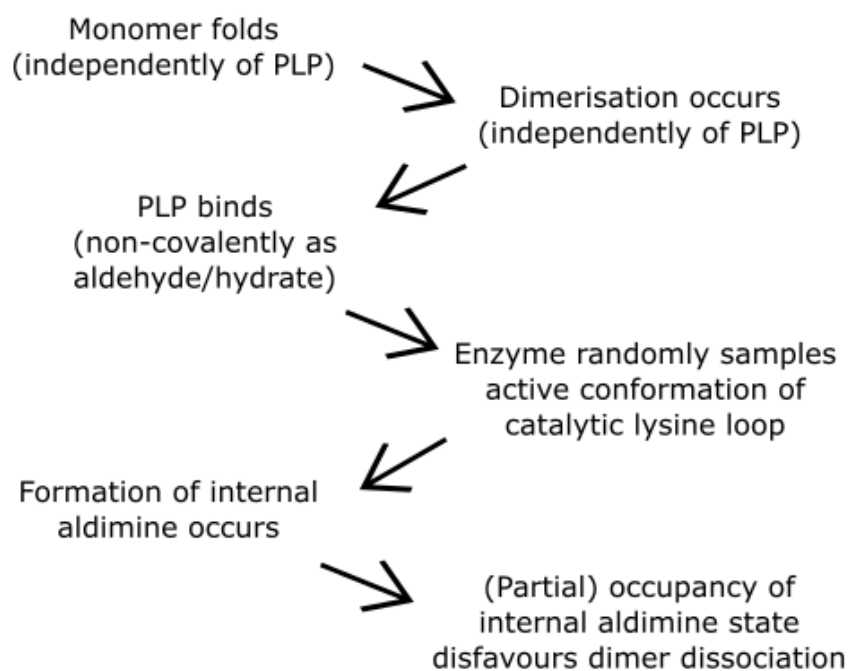 Monomer folds
(independently of PLP)
Dimerisation occurs
(independently of PLP)
PLP binds
(non-covalently as
aldehyde/hydrate)
Enzyme randomly samples
active conformation of
catalytic lysine loop
Formation of internal
aldimine occurs
(Partial) occupancy of
internal aldimine state
disfavours dimer dissociation